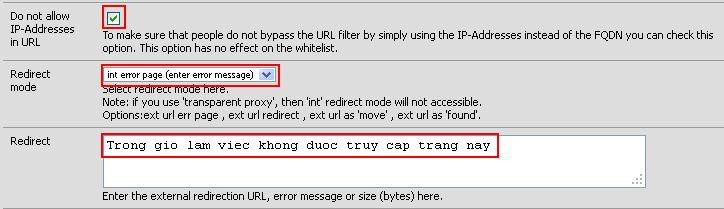 Do not allow
IP-Addresses
in URL
To make sure that people do not bypass the URL filter by simply using the IP-Addresses instead of the FQDN you can check this
option. This option has no effect on the whitelist.
Redirect
mode
int error page (enter error message)
Select redirect mode here.
Note: if you use 'transparent proxy', then 'int' redirect mode will not accessible.
Options:ext url err page , ext url redirect , ext url as 'move' , ext url as 'found'.
Redirect
Trong gio lam viec khong duoc truy cap trang nay
Enter the external redirection URL, error message or size (bytes) here.